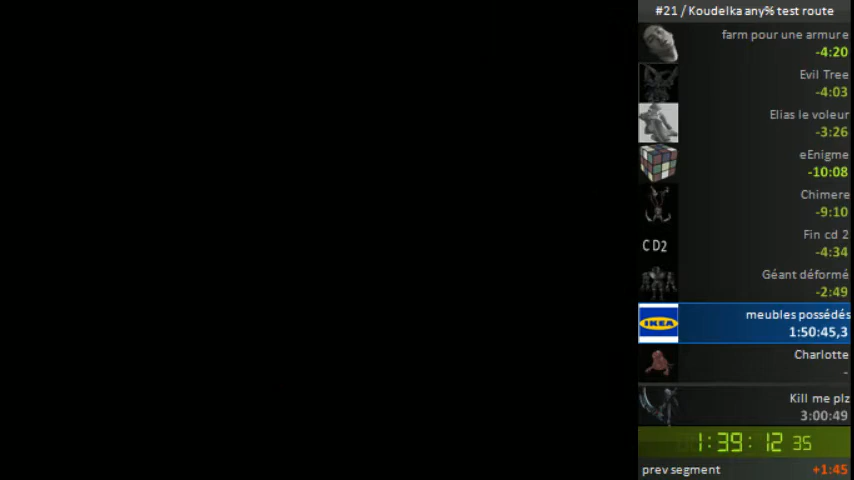 #21 / Koudelka any% test route
farm pour une armure
-4:20
Evil Tree
-4:03
Elias le voleur
-3:26
eEnigme
-10:08
Chimere
-9:10
CD2
Fin cd 2
-4:34
Géant déformé
-2:49
IKEA
meubles possédés
1:50:45,3
Charlotte
-
Kill me plz
3:00:49
1:39:12 35
prev segment +1:45